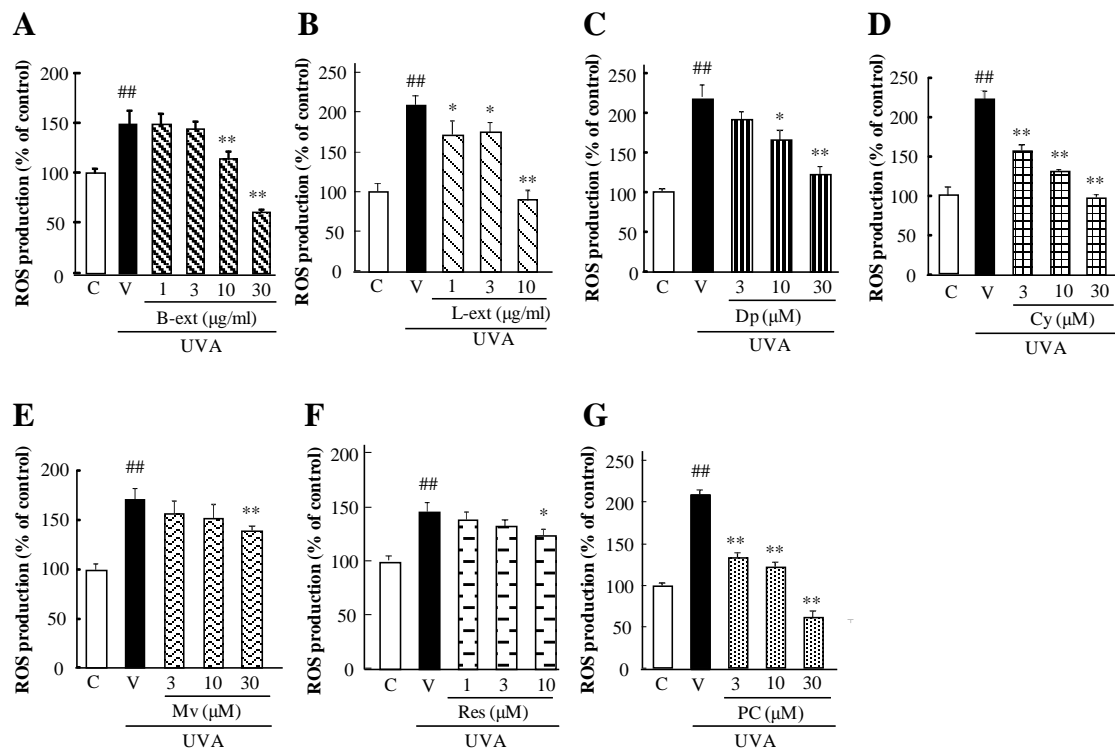 A
ROS production (% of control)
200
150
100
50
0
##
**
**
C V 1 3 10 30
B-ext (μg/ml)
UVA
B
ROS production (% of control)
250
200
150
100
50
0
##
* *
**
C V 1 3 10
L-ext (μg/ml)
UVA
C
ROS production (% of control)
250
200
150
100
50
0
##
*
**
C V 3 10 30
Dp (μM)
UVA
D
ROS production (% of control)
250
200
150
100
50
0
##
**
**
**
C V 3 10 30
Cy (μM)
UVA
E
ROS production (% of control)
200
150
100
50
0
##
**
C V 3 10 30
Mv (μM)
UVA
F
ROS production (% of control)
200
150
100
50
0
##
*
C V 1 3 10
Res (μM)
UVA
G
ROS production (% of control)
250
200
150
100
50
0
##
** **
**
C V 3 10 30
PC (μM)
UVA